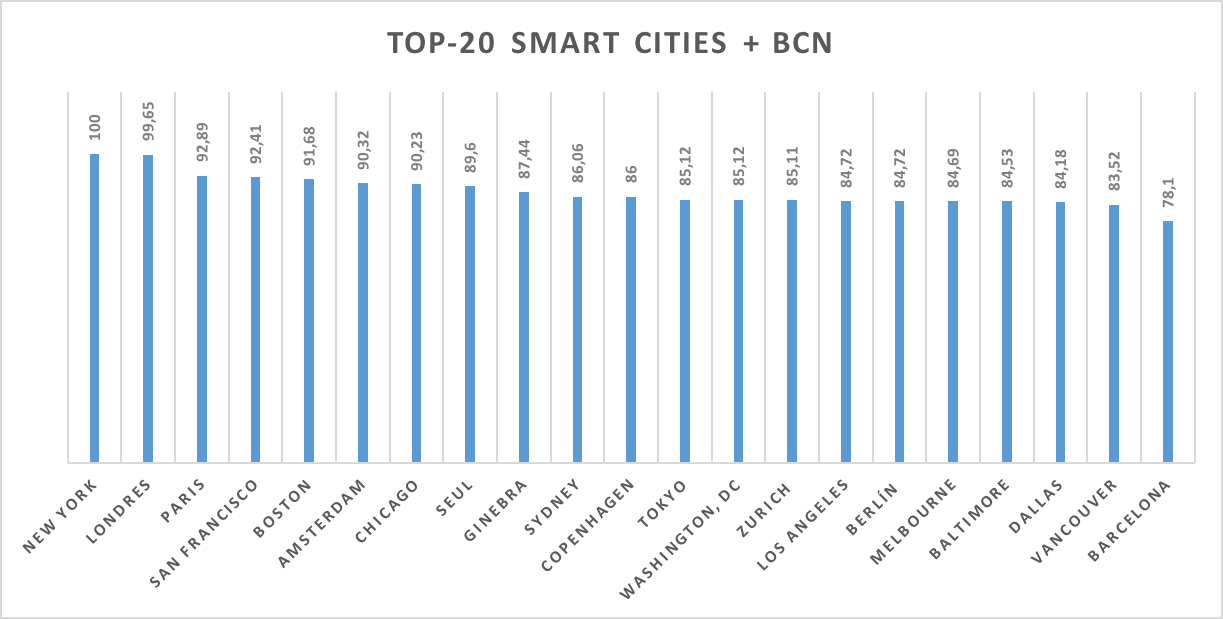 TOP-20 SMART CITIES + BCN
100
99,65
92,89
92,41
91,68
90,32
90,23
89,6
87,44
86,06
86
85,12
85,12
85,11
84,72
84,72
84,69
84,53
84,18
83,52
78,1
NEW YORK
LONDRES
PARIS
SAN FRANCISCO
BOSTON
AMSTERDAM
CHICAGO
SEUL
GINEBRA
SYDNEY
COPENHAGEN
TOKYO
WASHINGTON, DC
ZURICH
LOS ANGELES
BERLÍN
MELBOURNE
BALTIMORE
DALLAS
VANCOUVER
BARCELONA